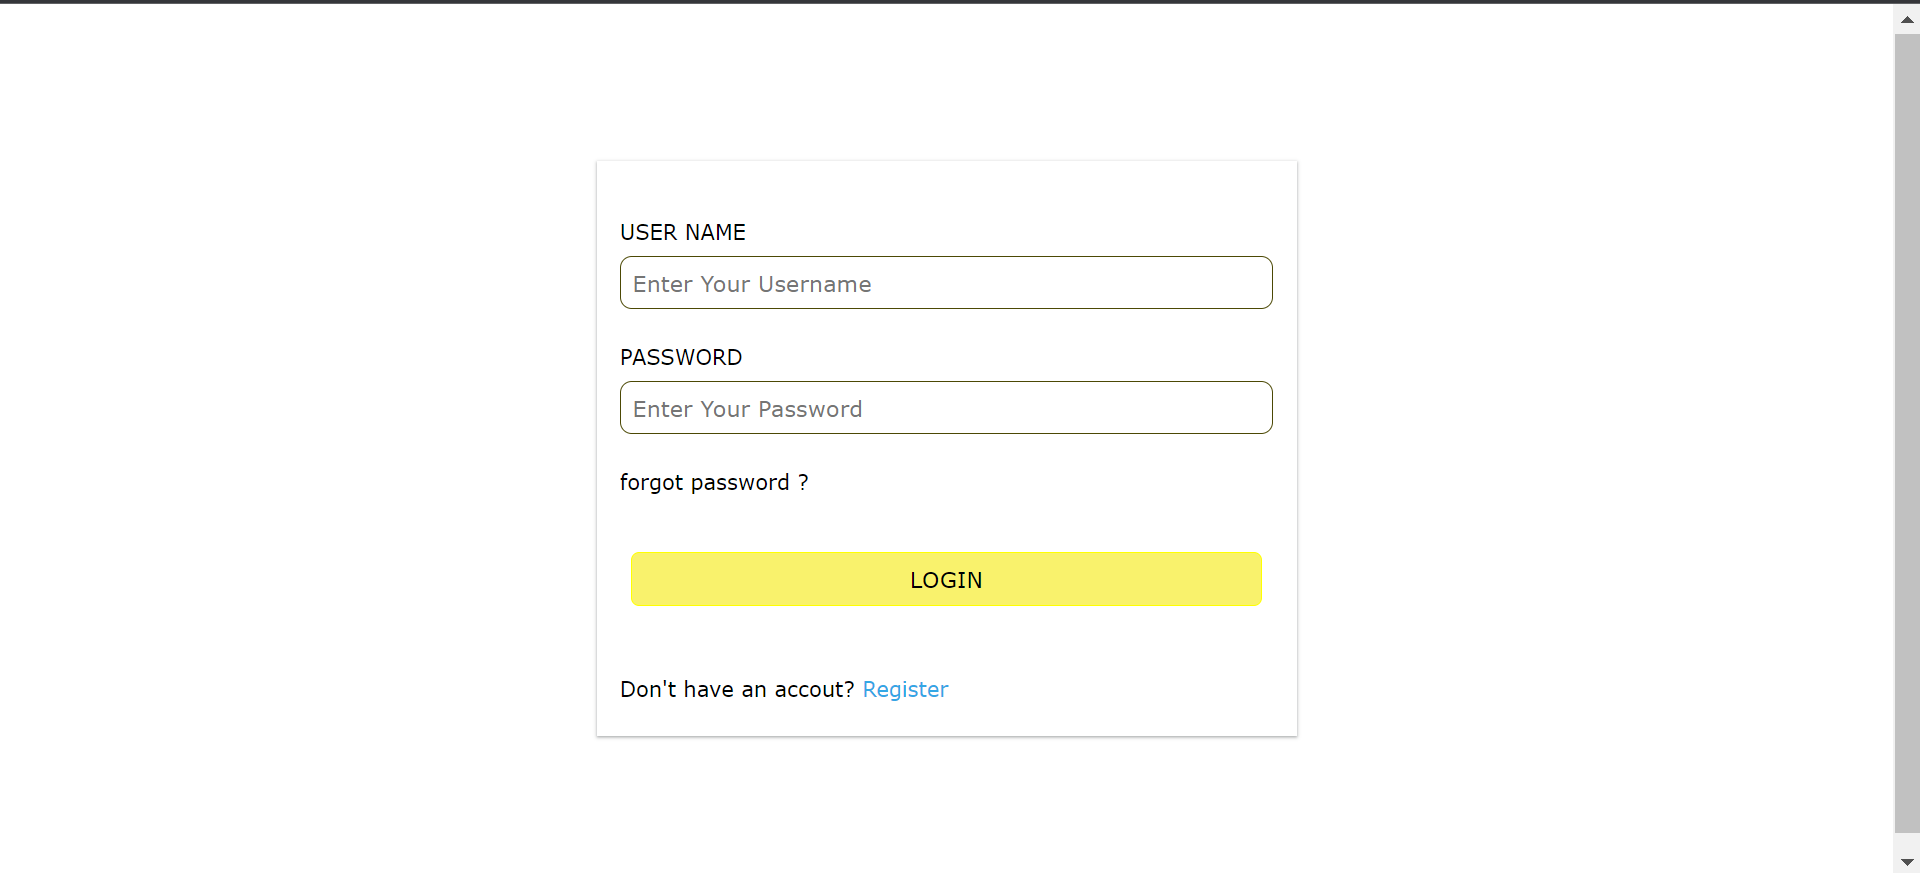 USER NAME
Enter Your Username
PASSWORD
Enter Your Password
forgot password ?
LOGIN
Don't have an accout? Register